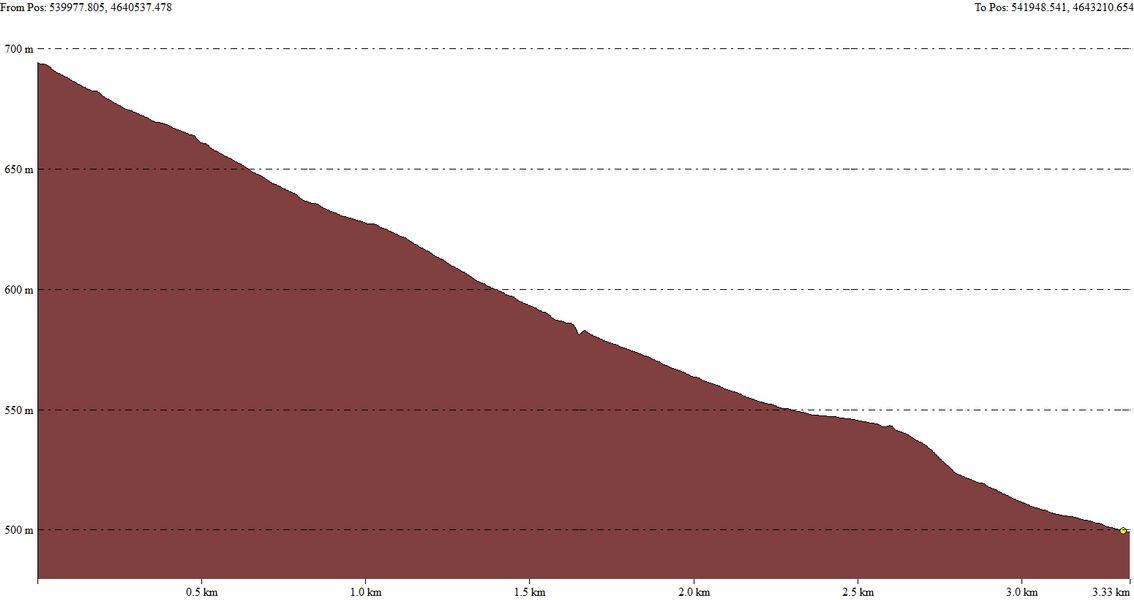 From Pos: 539977.805, 4640537.478
To Pos: 541948.541, 4643210.654
700 m
650 m
600 m
550 m
500 m
0.5 km
1.0 km
1.5 km
2.0 km
2.5 km
3.0 km
3.33 km